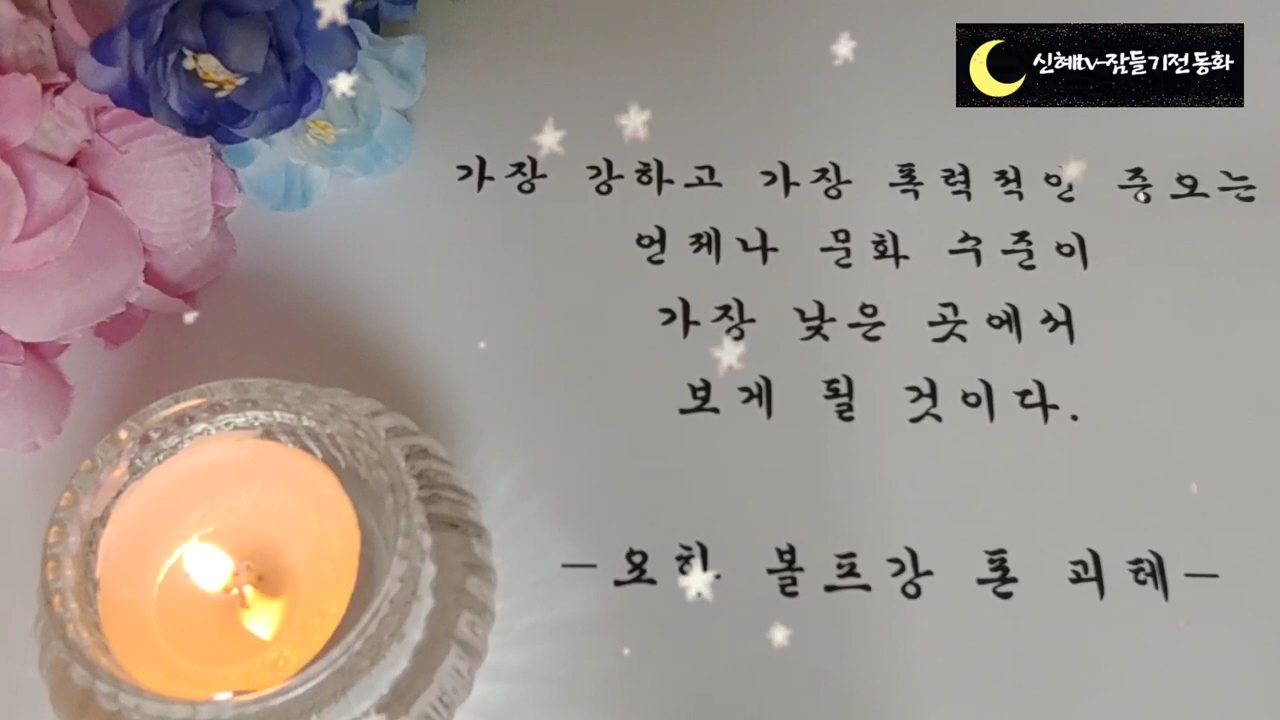 신혜tv-잠들기전 동화
가장 강하고 가장 폭력적인 증오는
언제나 문화 수준이
가장 낮은 곳에서
보게 될 것이다.
-요한 볼프강 폰 괴테-